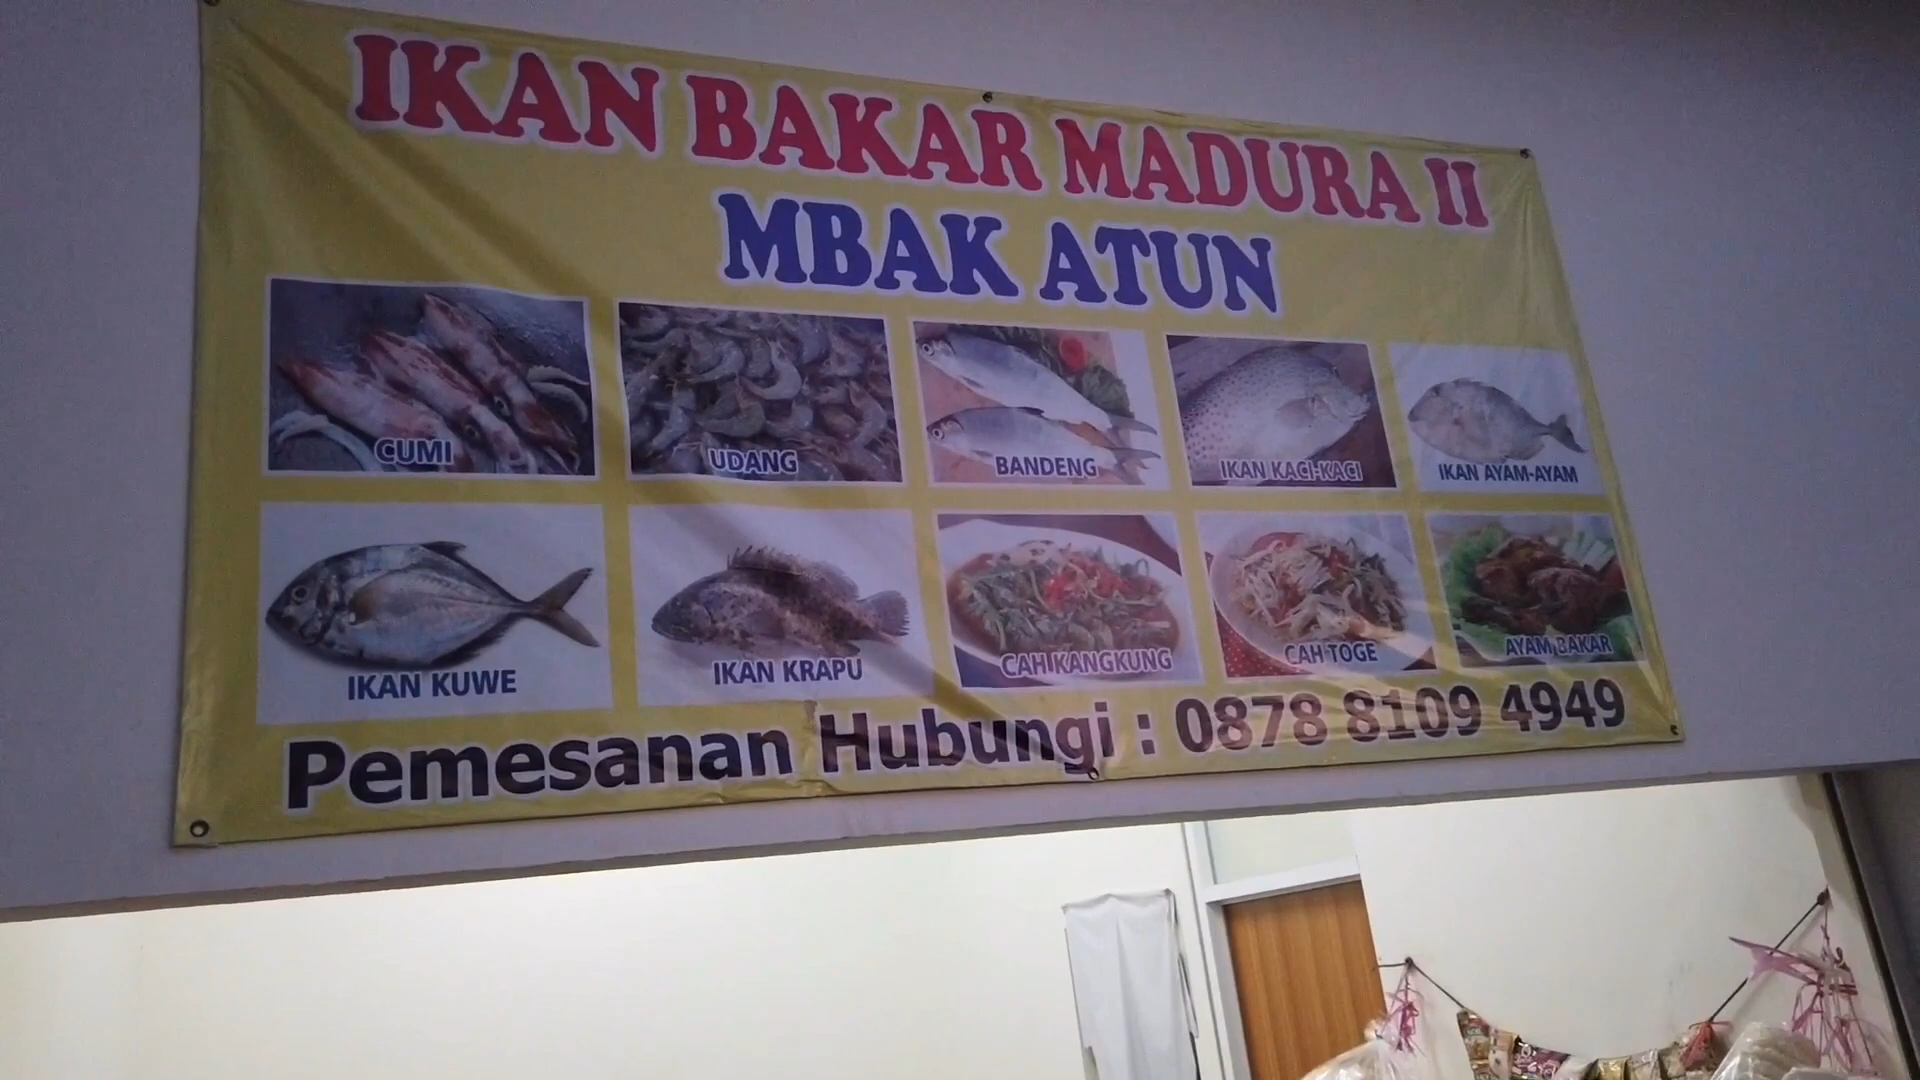 IKAN BAKAR MADURA II
MBAK ATUN
CUMI
UDANG
BANDENG
IKAN KACI-KACI
IKAN AYAM-AYAM
IKAN KUWE
IKAN KRAPU
CAH KANGKUNG
CAH TOGE
AYAM BAKAR
Pemesanan Hubungi : 0878 8109 4949